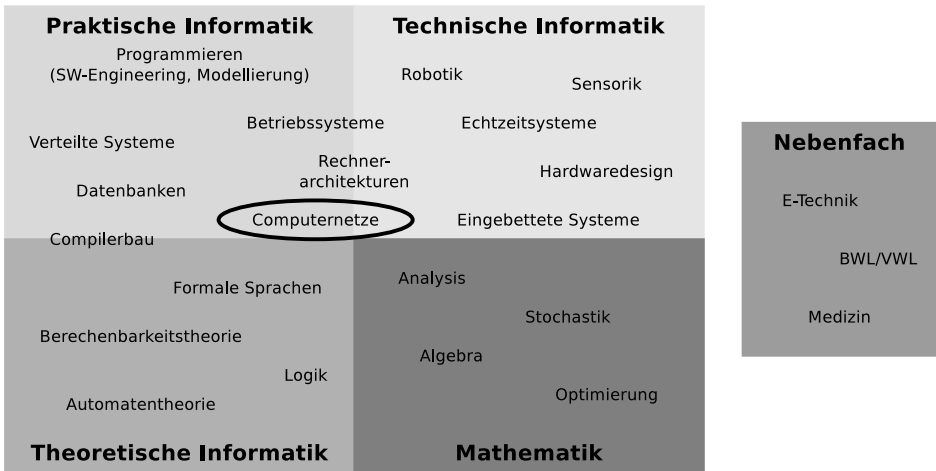 Praktische Informatik
Programmieren
(SW-Engineering, Modellierung)
Verteilte Systeme
Betriebssysteme
Rechner-
architekturen
Datenbanken
Computernetze
Compilerbau
Technische Informatik
Robotik
Sensorik
Echtzeitsysteme
Hardwaredesign
Eingebettete Systeme
Formale Sprachen
Berechenbarkeitstheorie
Logik
Automatentheorie
Theoretische Informatik
Analysis
Stochastik
Algebra
Optimierung
Mathematik
Nebenfach
E-Technik
BWL/VWL
Medizin